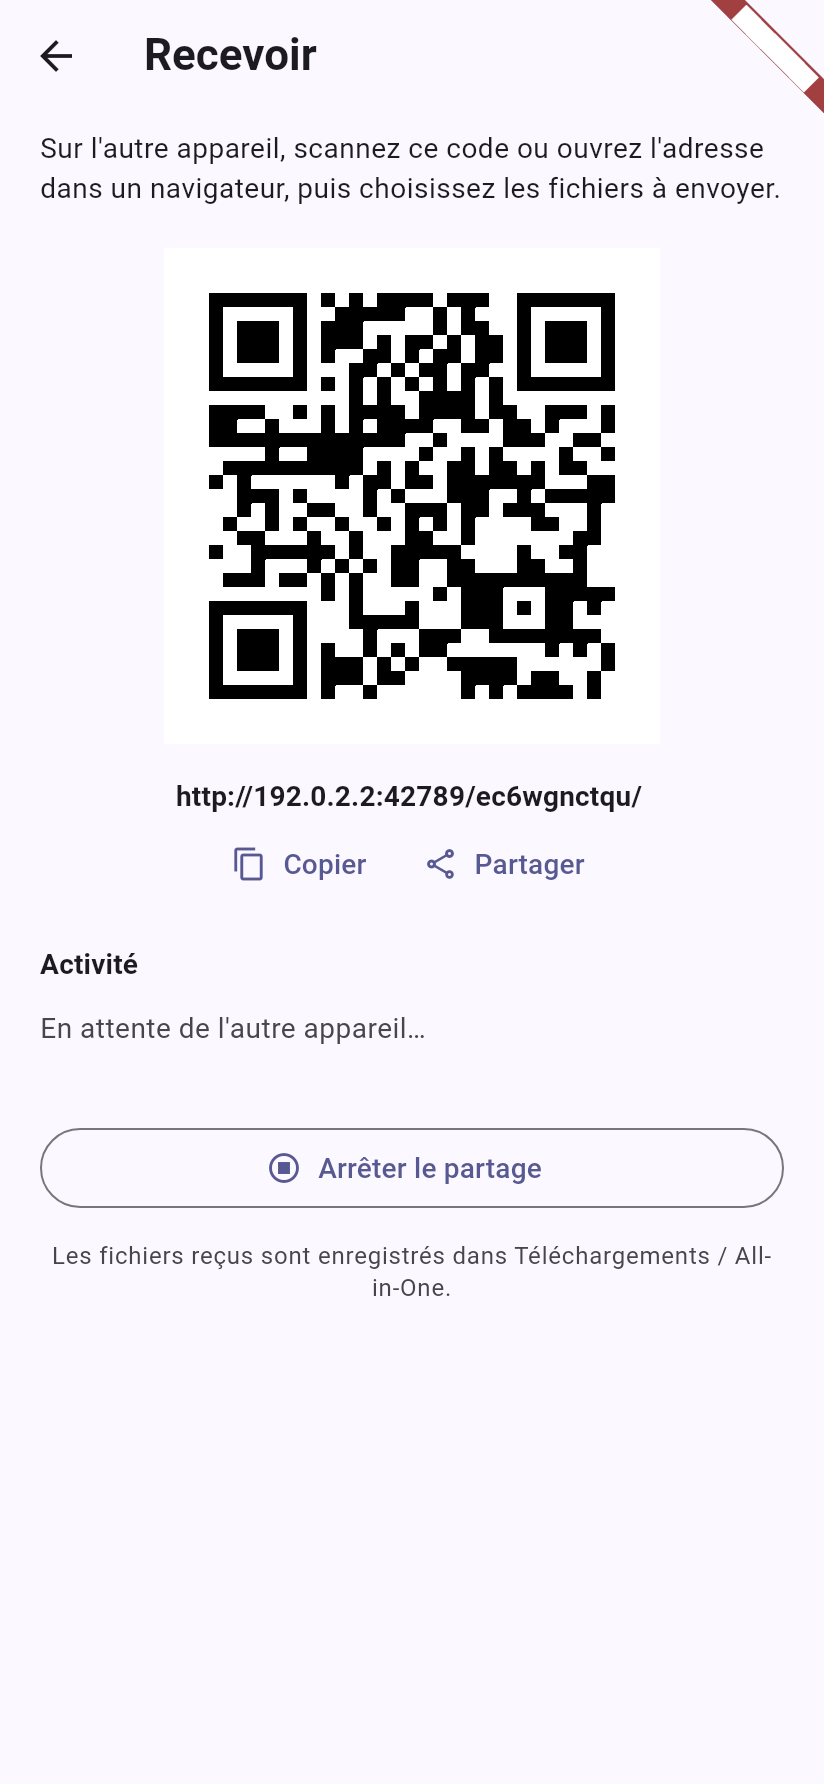 Recevoir
Sur l'autre appareil, scannez ce code ou ouvrez l'adresse
dans un navigateur, puis choisissez les fichiers à envoyer.
http://192.0.2.2:42789/ec6wgnctqu/
Copier
Partager
Activité
En attente de l'autre appareil…
Arrêter le partage
Les fichiers reçus sont enregistrés dans Téléchargements / All-
in-One.